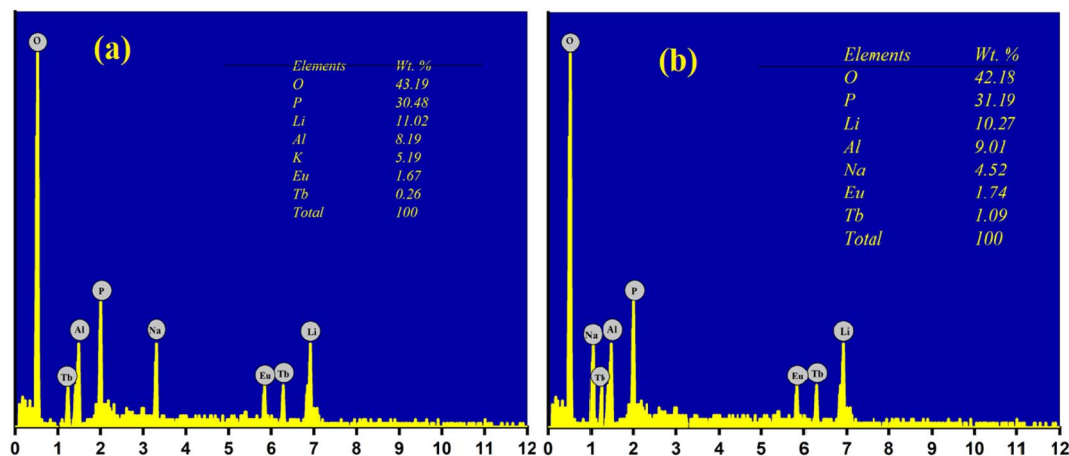 (a)
Elements Wt. %
O 43.19
P 30.48
Li 11.02
Al 8.19
K 5.19
Eu 1.67
Tb 0.26
Total 100
O
Tb
Al
P
Na
Eu
Tb
Li
0 1 2 3 4 5 6 7 8 9 10 11 12
(b)
Elements Wt. %
O 42.18
P 31.19
Li 10.27
Al 9.01
Na 4.52
Eu 1.74
Tb 1.09
Total 100
O
Na
Tb
Al
P
Eu
Tb
Li
0 1 2 3 4 5 6 7 8 9 10 11 12